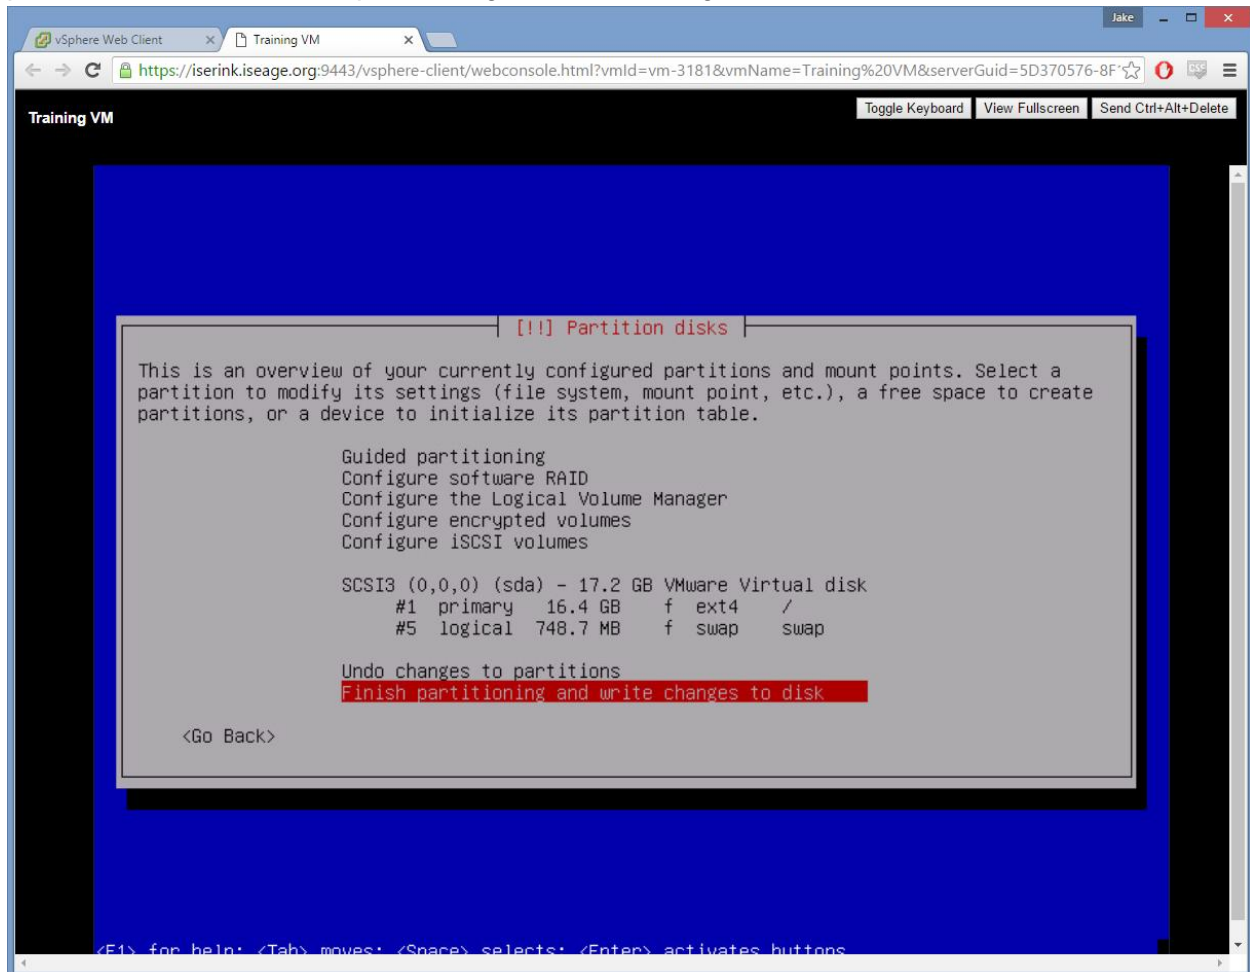 Jake
vSphere Web Client
Training VM
https://iserink.iseage.org:9443/vsphere-client/webconsole.html?vmId=vm-3181&vmName=Training%20VM&serverGuid=5D370576-8F
Training VM
Toggle Keyboard View Fullscreen Send Ctrl+Alt+Delete
[!!] Partition disks
This is an overview of your currently configured partitions and mount points. Select a
partition to modify its settings (file system, mount point, etc.), a free space to create
partitions, or a device to initialize its partition table.
Guided partitioning
Configure software RAID
Configure the Logical Volume Manager
Configure encrypted volumes
Configure iSCSI volumes
SCSI3 (0,0,0) (sda) - 17.2 GB VMware Virtual disk
#1 primary 16.4 GB f ext4 /
#5 logical 748.7 MB f swap swap
Undo changes to partitions
Finish partitioning and write changes to disk
<Go Back>
<F1> for help; <Tab> moves; <Space> selects; <Enter> activates buttons